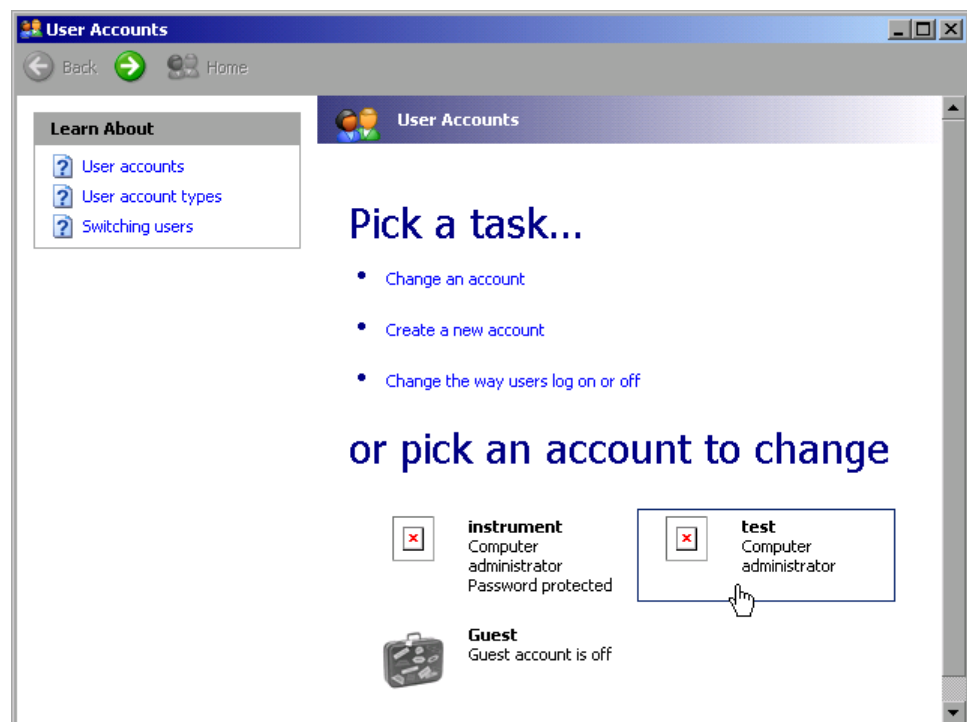 User Accounts
Back
Home
Learn About
User accounts
User account types
Switching users
User Accounts
Pick a task...
Change an account
Create a new account
Change the way users log on or off
or pick an account to change
instrument
Computer
administrator
Password protected
test
Computer
administrator
Guest
Guest account is off